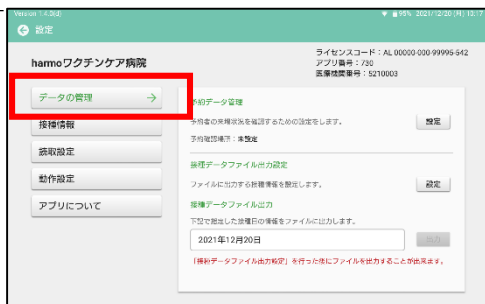 Version 1.4.0(d)
95% 2021/12/20 (月) 13:17
設定
harmoワクチンケア病院
ライセンスコード：AL 00000-000-99995-542
アプリ番号：730
医療機関番号：5210003
データの管理 →
接種情報
読取設定
動作設定
アプリについて
予約データ管理
予約者の来場状況を確認するための設定をします。
設定
予約確認場所：未設定
接種データファイル出力設定
ファイルに出力する接種情報を設定します。
設定
接種データファイル出力
下記で指定した接種日の情報をファイルに出力します。
2021年12月20日
出力
「接種データファイル出力設定」を行った後にファイルを出力することが出来ます。